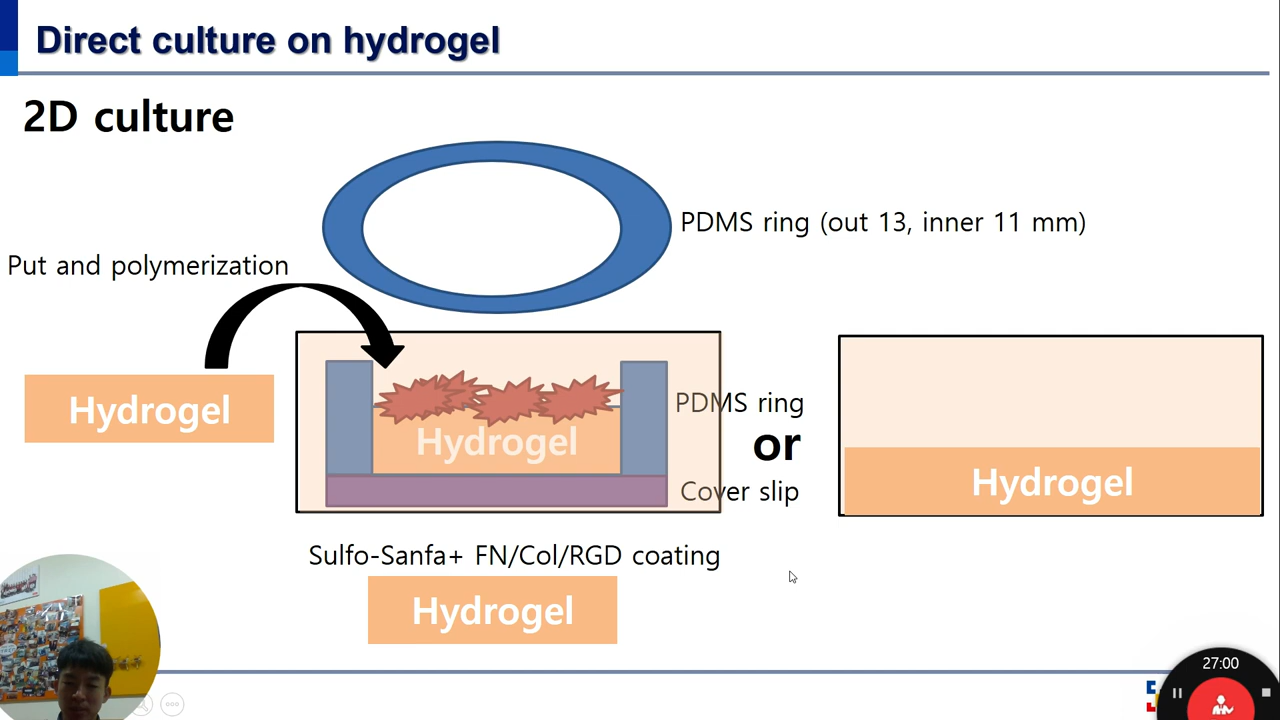 Direct culture on hydrogel
2D culture
PDMS ring (out 13, inner 11 mm)
Put and polymerization
Hydrogel
Hydrogel
PDMS ring
or
Cover slip
Hydrogel
Sulfo-Sanfa+ FN/Col/RGD coating
Hydrogel
27:00